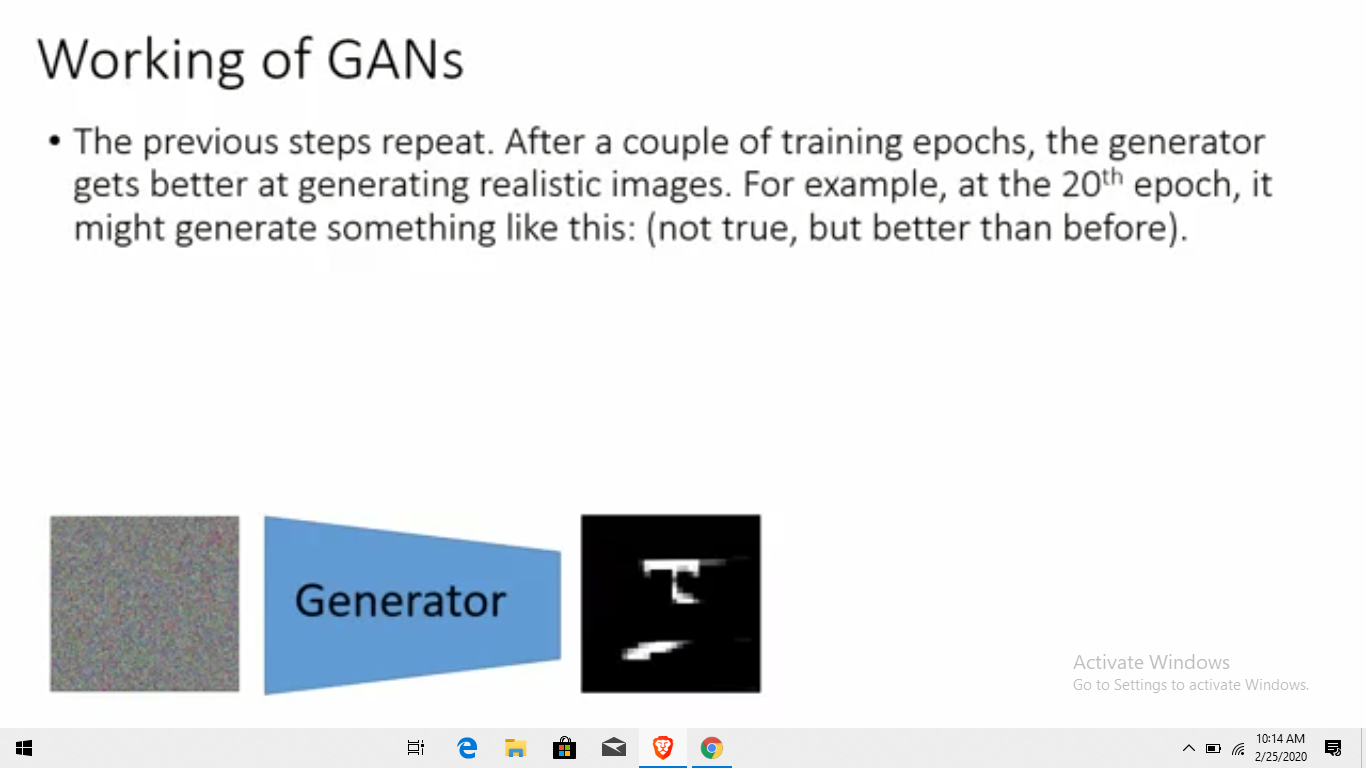 Working of GANs
• The previous steps repeat. After a couple of training epochs, the generator
gets better at generating realistic images. For example, at the 20th epoch, it
might generate something like this: (not true, but better than before).
Generator
Activate Windows
Go to Settings to activate Windows.
10:14 AM
2/25/2020